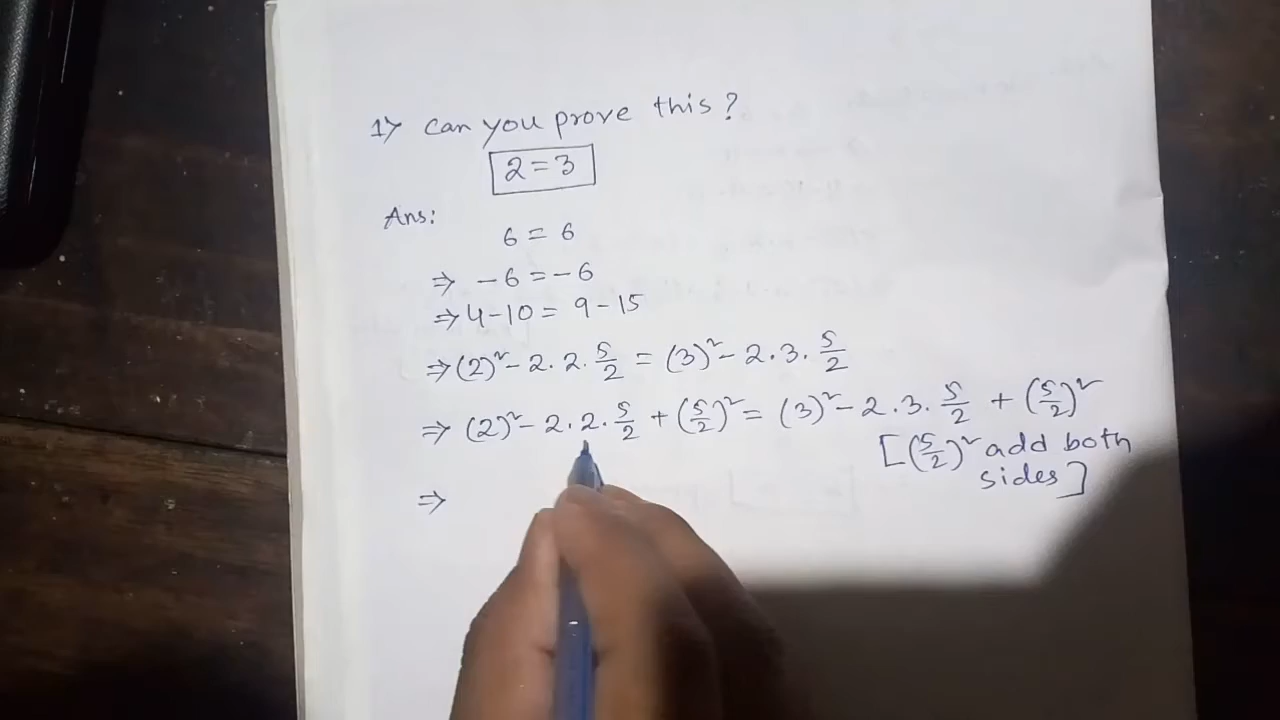 1) Can you prove this?
2 = 3
Ans:
6 = 6
⇒ -6 = -6
⇒ 4 - 10 = 9 - 15
⇒ (2)² - 2 . 2 . 5/2 = (3)² - 2 . 3 . 5/2
⇒ (2)² - 2 . 2 . 5/2 + (5/2)² = (3)² - 2 . 3 . 5/2 + (5/2)²
[(5/2)² add both
sides]
⇒